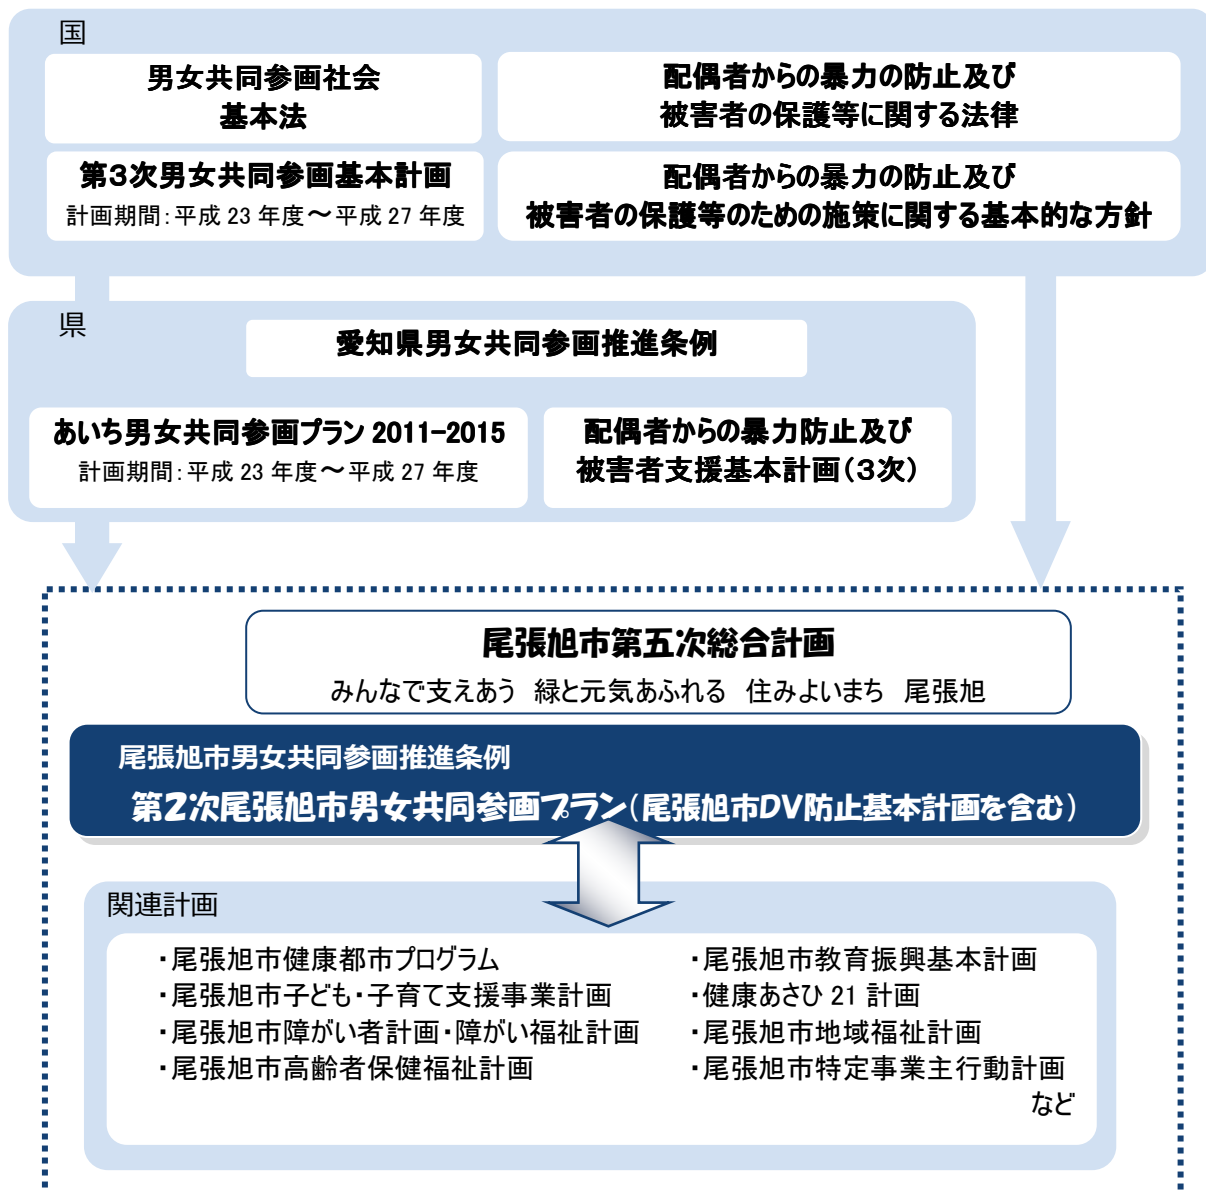 国
男女共同参画社会
基本法
配偶者からの暴力の防止及び
被害者の保護等に関する法律
第3次男女共同参画基本計画
計画期間:平成 23 年度～平成 27 年度
配偶者からの暴力の防止及び
被害者の保護等のための施策に関する基本的な方針
県
愛知県男女共同参画推進条例
あいち男女共同参画プラン 2011-2015
計画期間:平成 23 年度～平成 27 年度
配偶者からの暴力防止及び
被害者支援基本計画(3次)
尾張旭市第五次総合計画
みんなで支えあう 緑と元気あふれる 住みよいまち 尾張旭
尾張旭市男女共同参画推進条例
第2次尾張旭市男女共同参画プラン(尾張旭市DV防止基本計画を含む)
関連計画
・尾張旭市健康都市プログラム
・尾張旭市子ども・子育て支援事業計画
・尾張旭市障がい者計画・障がい福祉計画
・尾張旭市高齢者保健福祉計画
・尾張旭市教育振興基本計画
・健康あさひ 21 計画
・尾張旭市地域福祉計画
・尾張旭市特定事業主行動計画
など